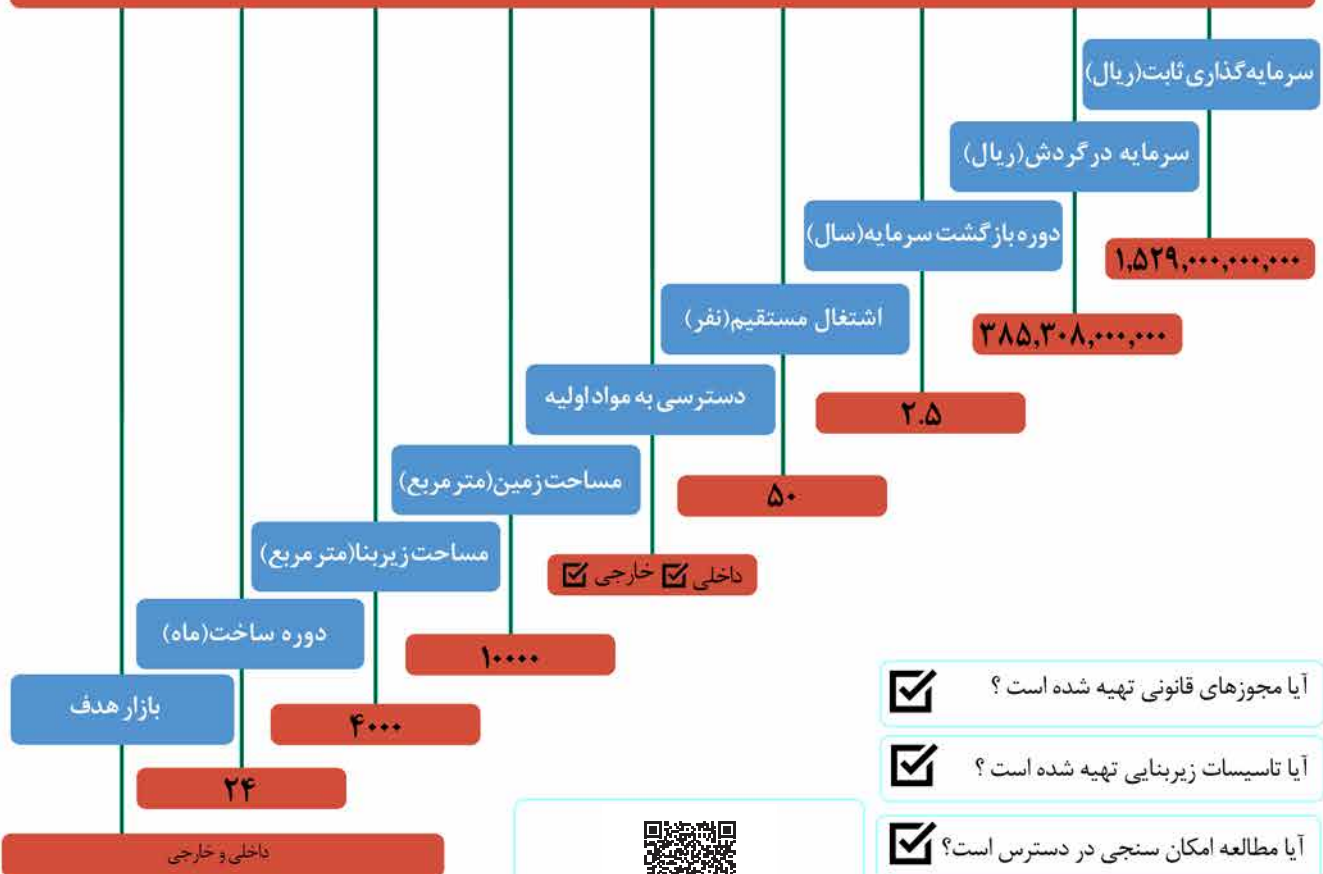 سرمایه‌گذاری ثابت(ریال)
۱,۵۲۹,۰۰۰,۰۰۰,۰۰۰
سرمایه در گردش(ریال)
۳۸۵,۳۰۸,۰۰۰,۰۰۰
دوره بازگشت سرمایه(سال)
۲.۵
اشتغال مستقیم(نفر)
۵۰
دسترسی به مواد اولیه
داخلی ☑ خارجی ☑
مساحت زمین(متر مربع)
۱۰۰۰۰
مساحت زیربنا(متر مربع)
۴۰۰۰
دوره ساخت(ماه)
۲۴
بازار هدف
داخلی و خارجی
آیا مجوزهای قانونی تهیه شده است ؟ ☑
آیا تاسیسات زیربنایی تهیه شده است ؟ ☑
آیا مطالعه امکان سنجی در دسترس است؟ ☑